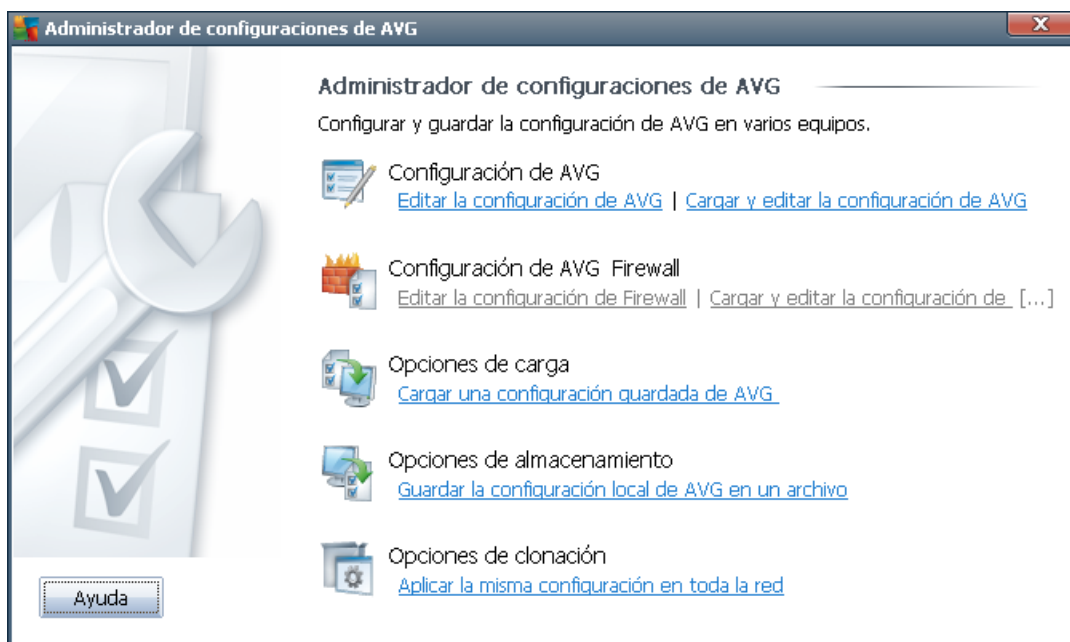 Administrador de configuraciones de AVG
Administrador de configuraciones de AVG
Configurar y guardar la configuración de AVG en varios equipos.
Configuración de AVG
Editar la configuración de AVG | Cargar y editar la configuración de AVG
Configuración de AVG Firewall
Editar la configuración de Firewall | Cargar y editar la configuración de [...]
Opciones de carga
Cargar una configuración guardada de AVG
Opciones de almacenamiento
Guardar la configuración local de AVG en un archivo
Opciones de clonación
Aplicar la misma configuración en toda la red
Ayuda